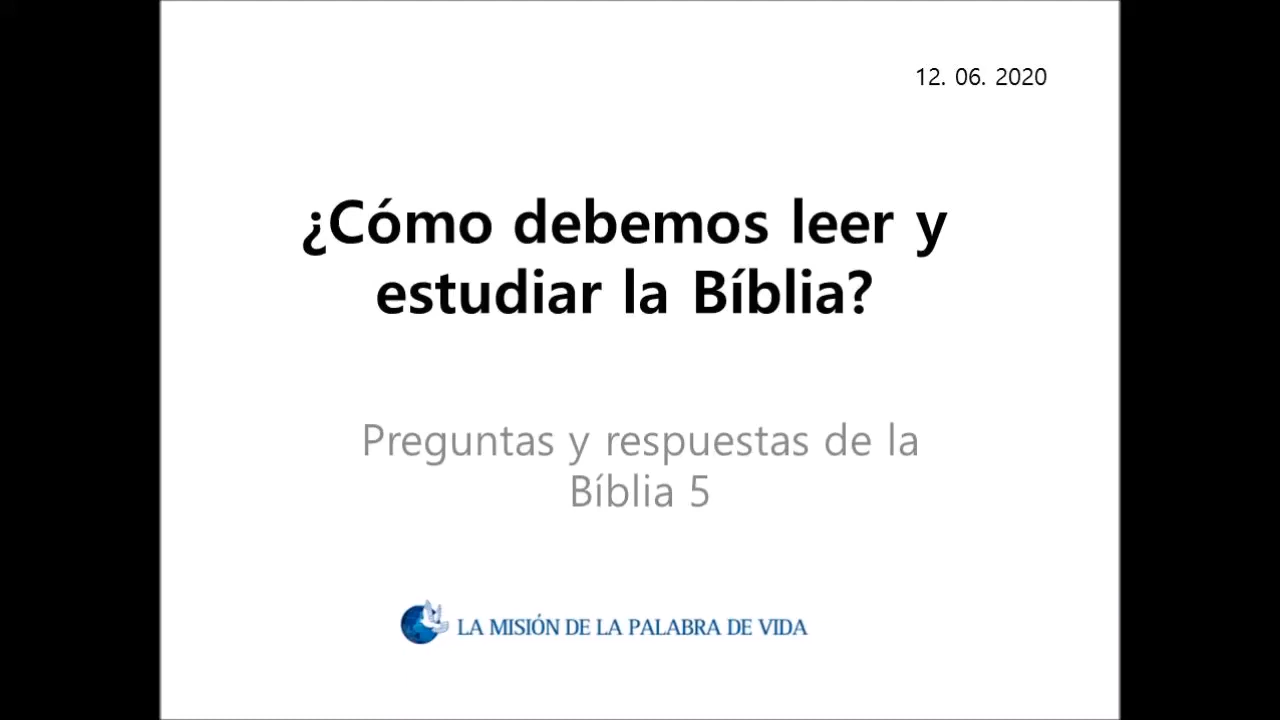 12. 06. 2020
¿Cómo debemos leer y
estudiar la Bíblia?
Preguntas y respuestas de la
Bíblia 5
LA MISIÓN DE LA PALABRA DE VIDA